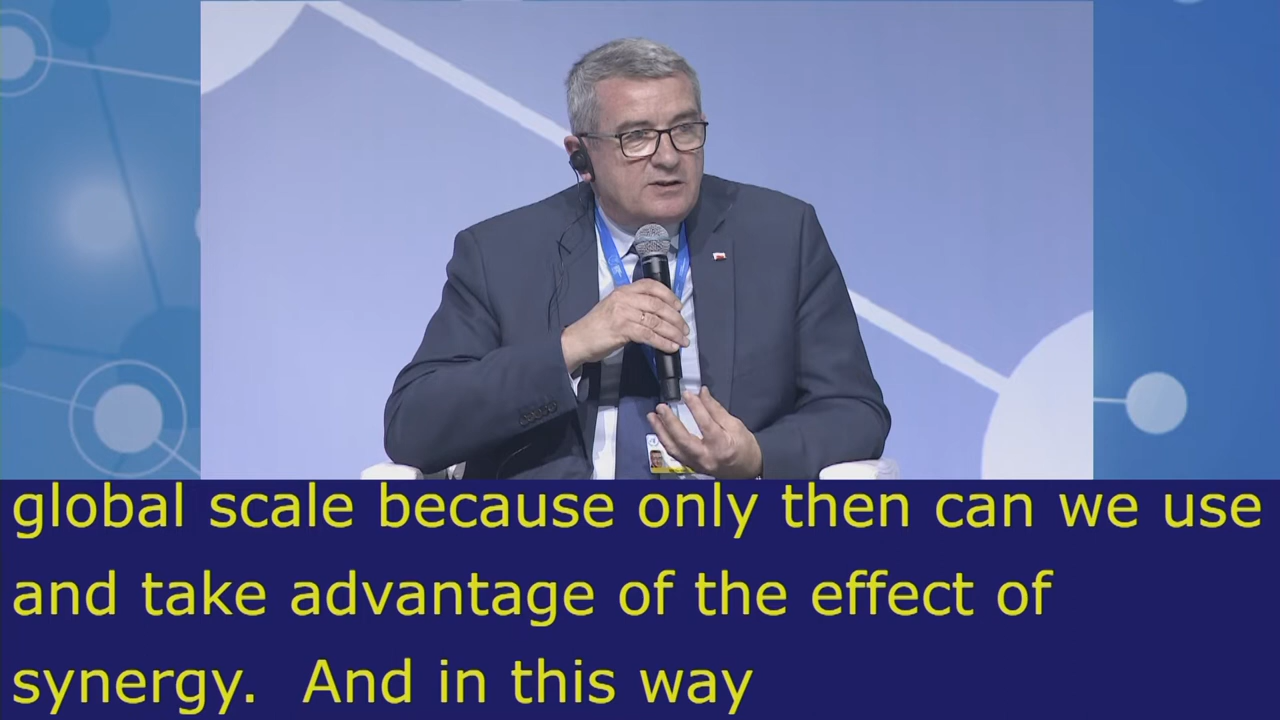 global scale because only then can we use
and take advantage of the effect of
synergy.  And in this way